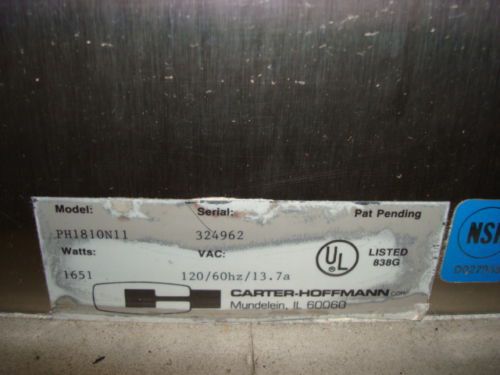 Model: Serial: Pat Pending
PH1810N11 324962
Watts: VAC: LISTED
838G
1651 120/60hz/13.7a
UL
CARTER-HOFFMANN CORP.
Mundelein, IL 60060